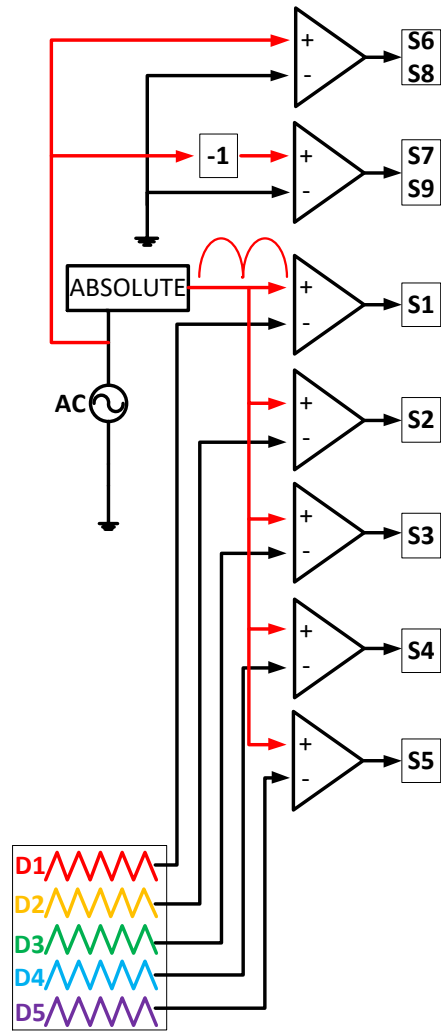 +
-
S6
S8
-1
+
-
S7
S9
ABSOLUTE
+
-
S1
AC
+
-
S2
+
-
S3
+
-
S4
+
-
S5
D1
D2
D3
D4
D5